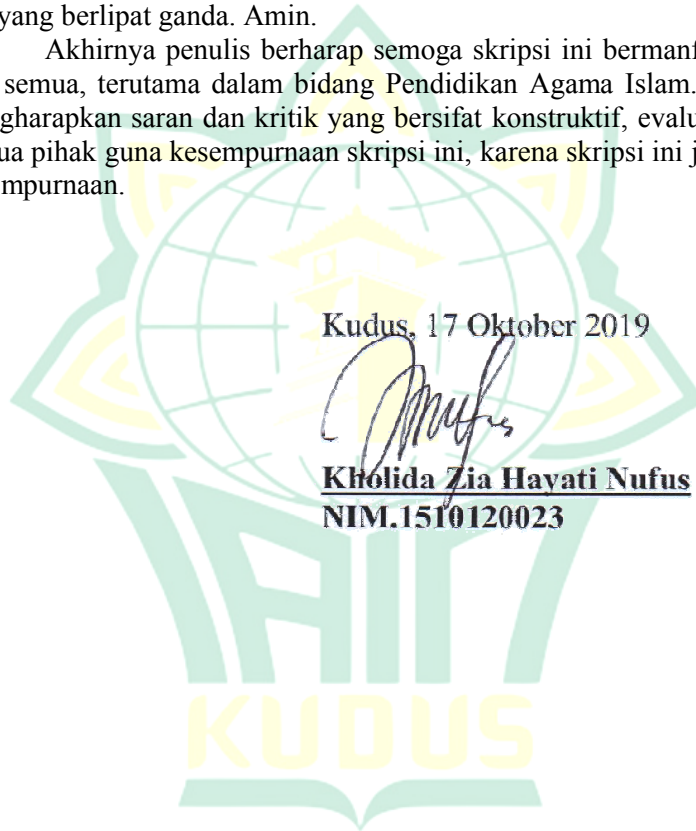 yang berlipat ganda. Amin.
Akhirnya penulis berharap semoga skripsi ini bermanf
semua, terutama dalam bidang Pendidikan Agama Islam.
gharapkan saran dan kritik yang bersifat konstruktif, evalu
ua pihak guna kesempurnaan skripsi ini, karena skripsi ini j
mpurnaan.
Kudus, 17 Oktober 2019
Kholida Zia Hayati Nufus
NIM.1510120023
IAIN
KUDUS